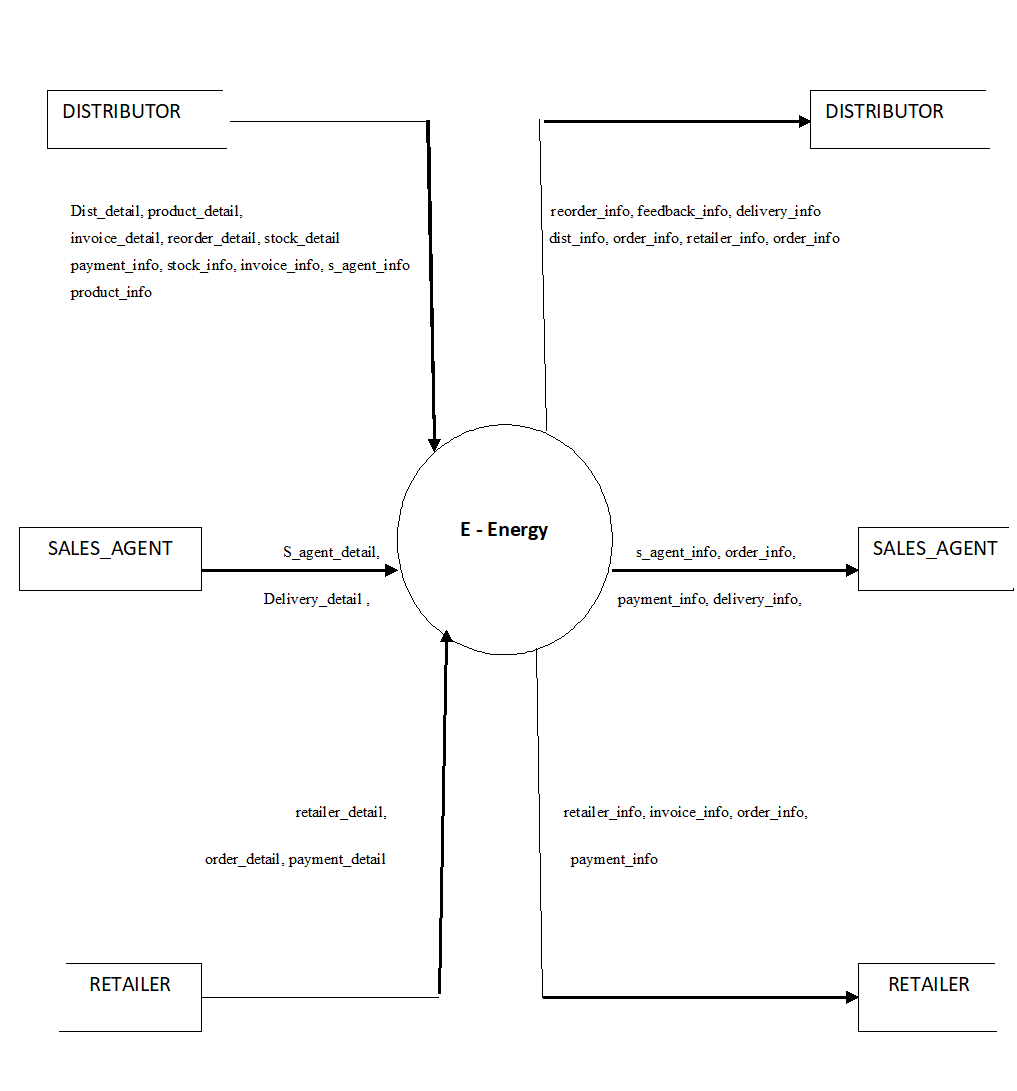 DISTRIBUTOR
DISTRIBUTOR
Dist_detail, product_detail,
invoice_detail, reorder_detail, stock_detail
payment_info, stock_info, invoice_info, s_agent_info
product_info
reorder_info, feedback_info, delivery_info
dist_info, order_info, retailer_info, order_info
E - Energy
SALES_AGENT
S_agent_detail,
Delivery_detail ,
s_agent_info, order_info,
payment_info, delivery_info,
SALES_AGENT
retailer_detail,
order_detail, payment_detail
retailer_info, invoice_info, order_info,
payment_info
RETAILER
RETAILER